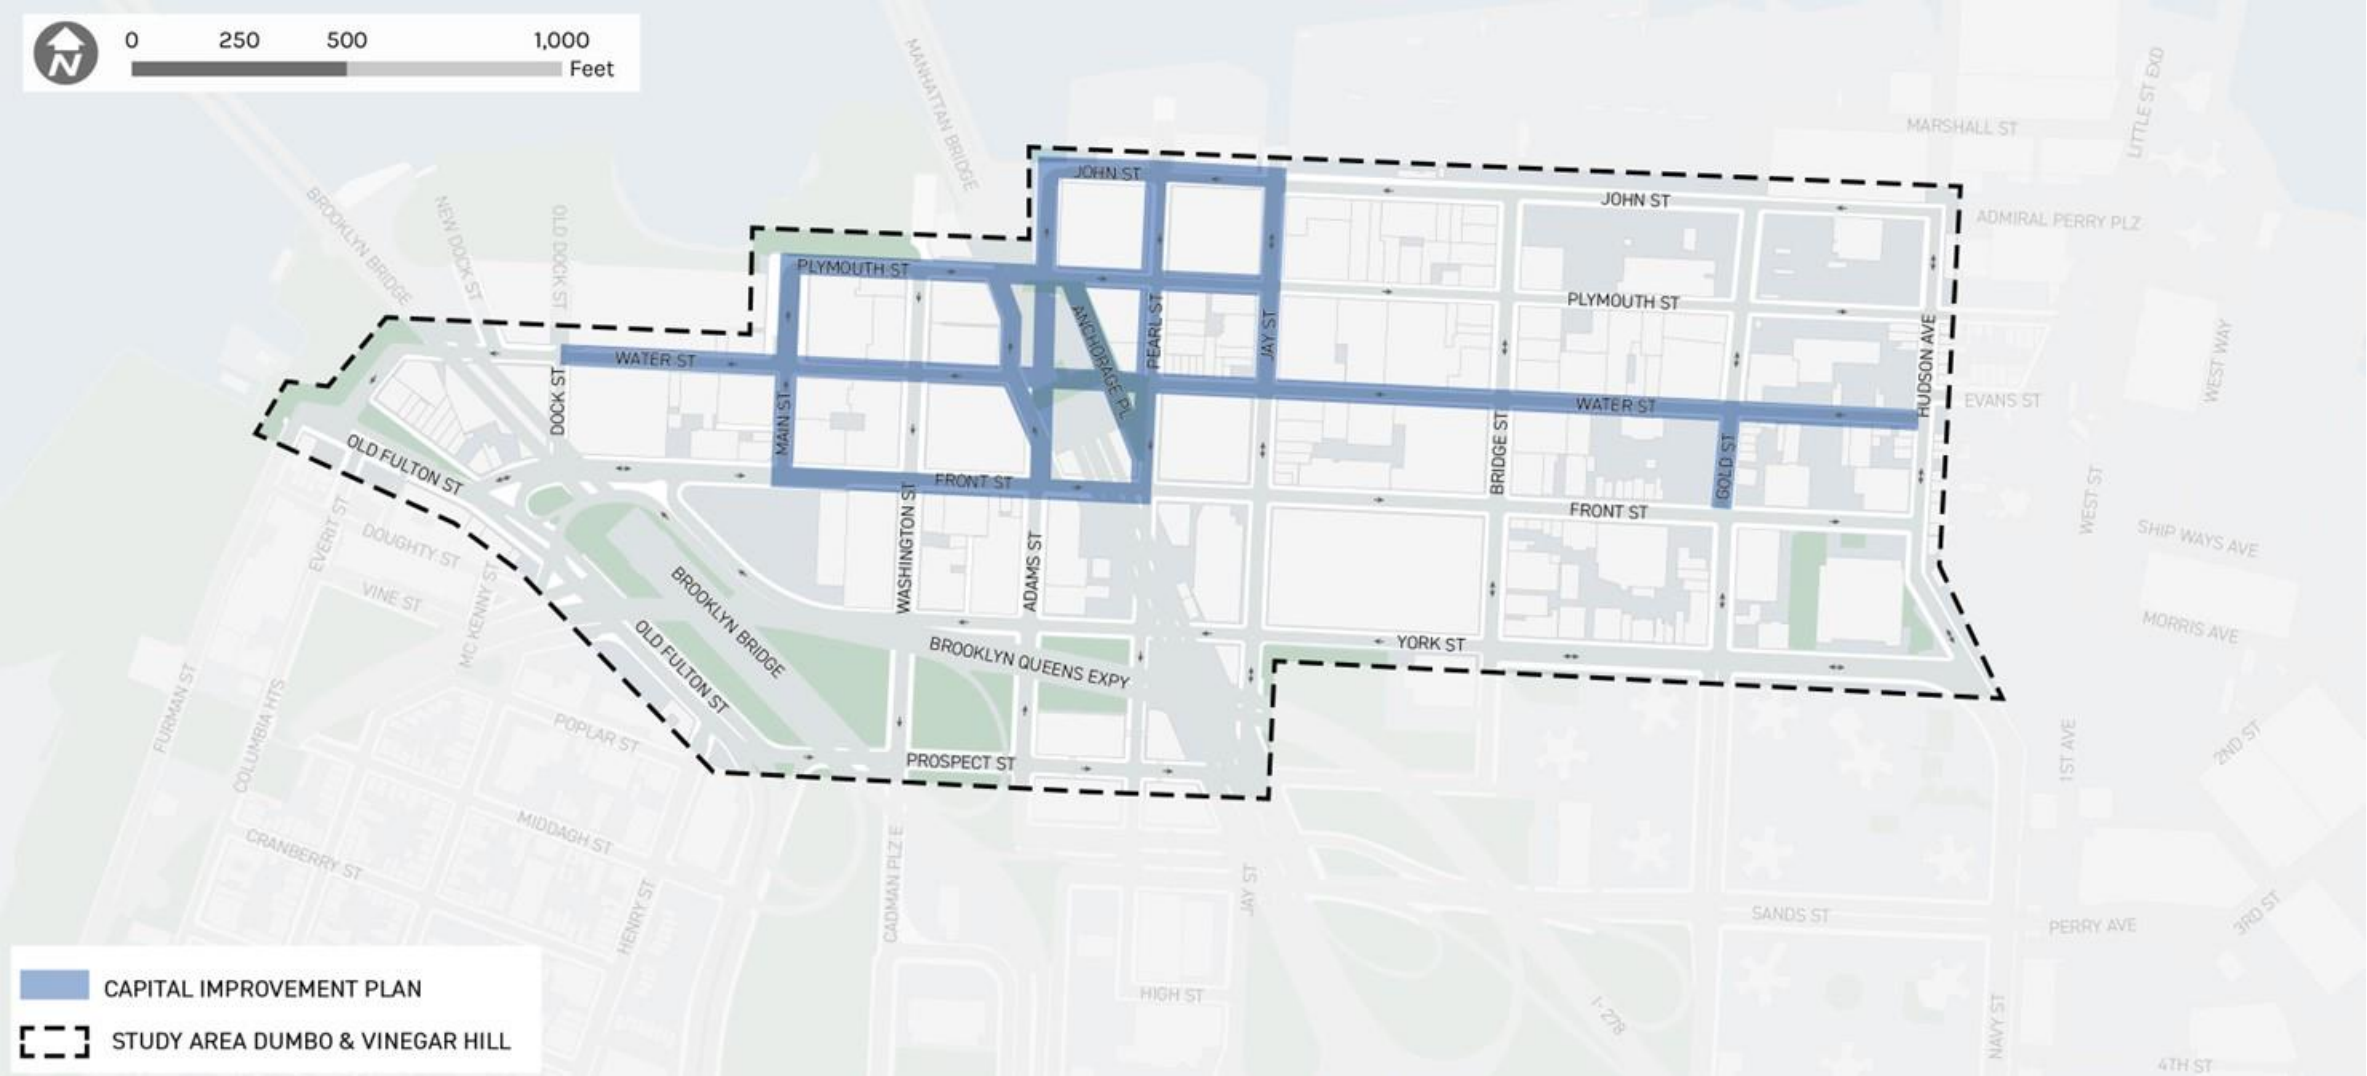 0 250 500 1,000
Feet
N
MANHATTAN BRIDGE
LITTLE ST EXD
MARSHALL ST
JOHN ST
JOHN ST
ADMIRAL PERRY PLZ
BROOKLYN BRIDGE
NEW DOCK ST
OLD DOCK ST
PLYMOUTH ST
PLYMOUTH ST
ANCHORAGE PL
PEARL ST
JAY ST
HUDSON AVE
WEST WAY
WATER ST
DOCK ST
MAIN ST
WATER ST
EVANS ST
OLD FULTON ST
FRONT ST
BRIDGE ST
GOLD ST
FRONT ST
WEST ST
SHIP WAYS AVE
EVERIT ST
DOUGHTY ST
WASHINGTON ST
ADAMS ST
VINE ST
MC KENNY ST
BROOKLYN BRIDGE
OLD FULTON ST
BROOKLYN QUEENS EXPY
YORK ST
MORRIS AVE
FURMAN ST
COLUMBIA HTS
POPLAR ST
PROSPECT ST
1ST AVE
2ND ST
MIDDAGH ST
CRANBERRY ST
HENRY ST
CADMAN PLZ E
JAY ST
SANDS ST
PERRY AVE
3RD ST
HIGH ST
I-278
NAVY ST
4TH ST
CAPITAL IMPROVEMENT PLAN
STUDY AREA DUMBO & VINEGAR HILL